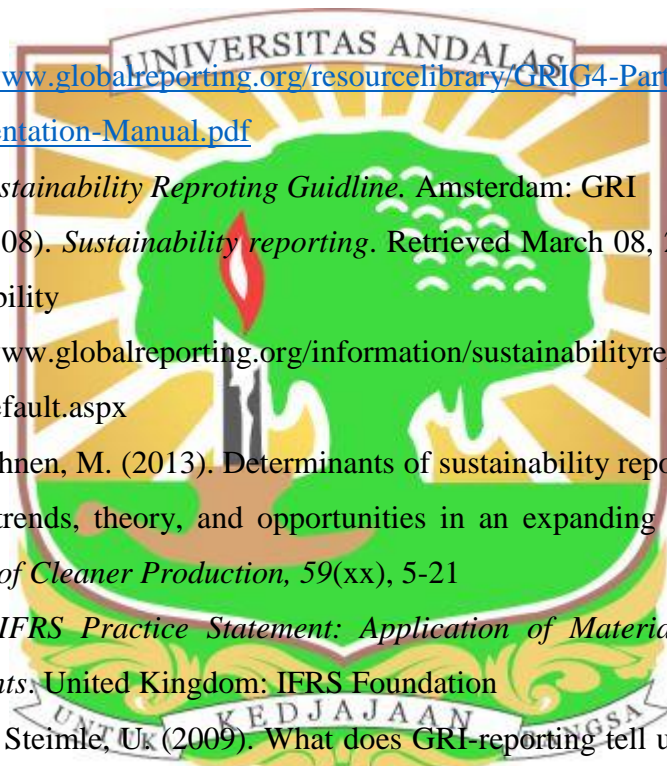 UNIVERSITAS ANDALAS
www.globalreporting.org/resourcelibrary/GRIG4-Part
entation-Manual.pdf
stainability Reproting Guidline. Amsterdam: GRI
08). Sustainability reporting. Retrieved March 08, 2
bility
www.globalreporting.org/information/sustainabilityre
efault.aspx
hnen, M. (2013). Determinants of sustainability repo
trends, theory, and opportunities in an expanding
of Cleaner Production, 59(xx), 5-21
IFRS Practice Statement: Application of Materia
nts. United Kingdom: IFRS Foundation
UNTUK KEDJAJAAN BANGSA
Steimle, U. (2009). What does GRI-reporting tell u